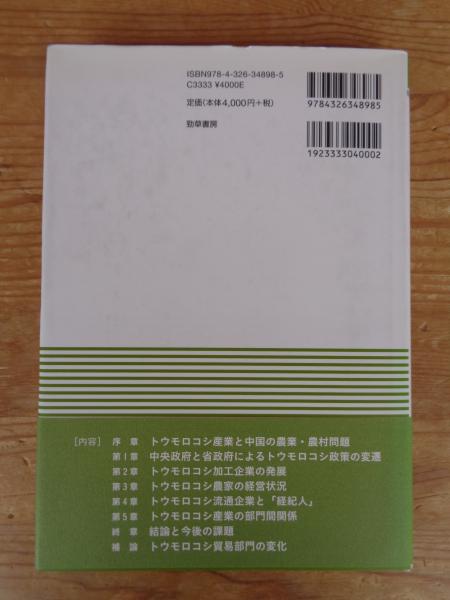 ISBN978-4-326-34898-5
C3333 ¥4000E
定価(本体4,000円+税)
勁草書房
9784326348985
1923333040002
[内容] 序　章　トウモロコシ産業と中国の農業・農村問題
第1章　中央政府と省政府によるトウモロコシ政策の変遷
第2章　トウモロコシ加工企業の発展
第3章　トウモロコシ農家の経営状況
第4章　トウモロコシ流通企業と「経紀人」
第5章　トウモロコシ産業の部門間関係
終　章　結論と今後の課題
補　論　トウモロコシ貿易部門の変化